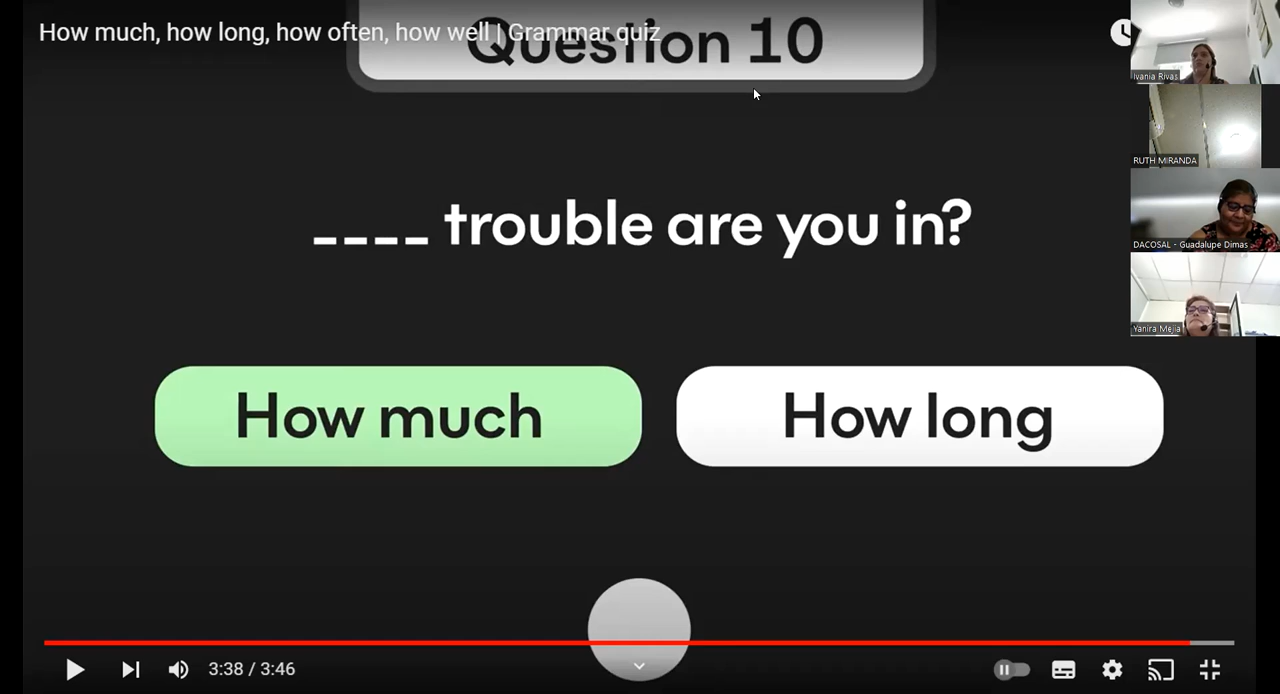 How much, how long, how often, how well | Grammar quiz
Question 10
____ trouble are you in?
How much
How long
3:38 / 3:46
Ivania Rivas
RUTH MIRANDA
DACOSAL - Guadalupe Dimas
Yanira Mejia